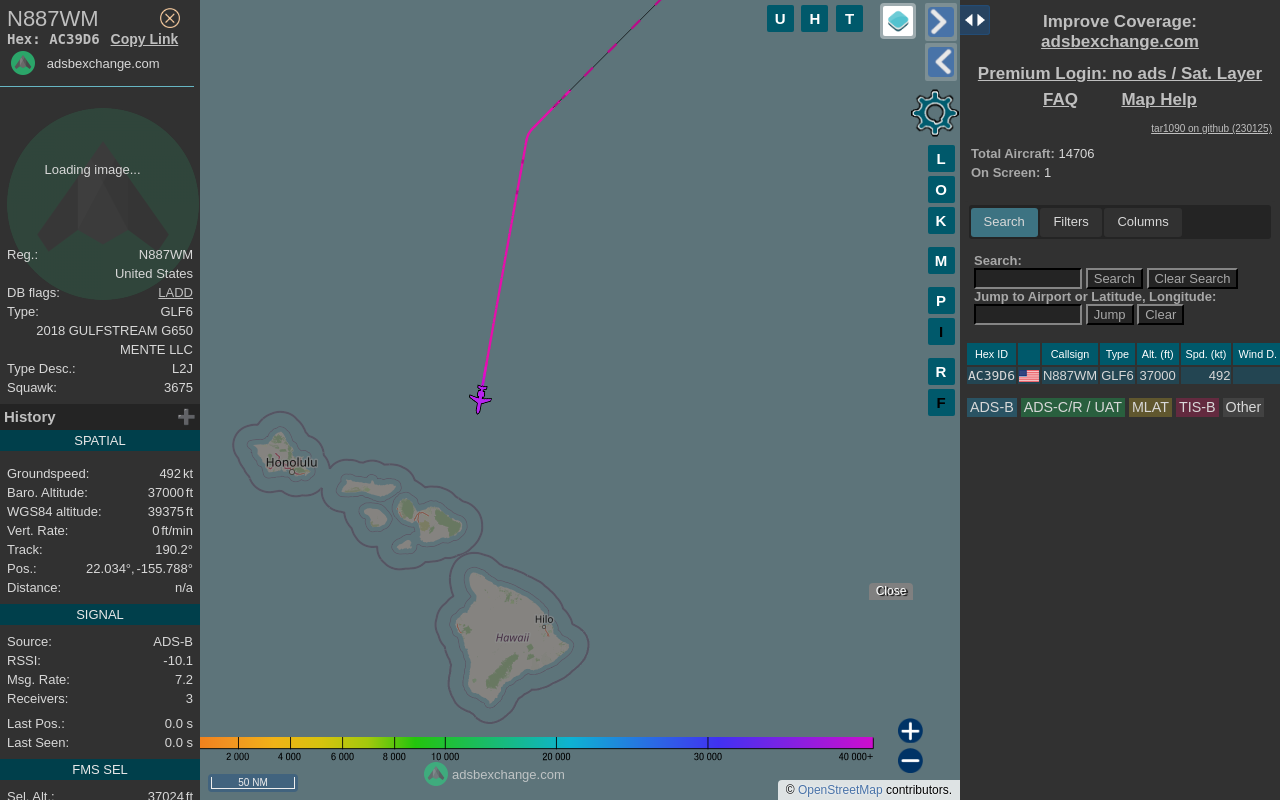 N887WM
Hex: AC39D6 Copy Link
adsbexchange.com
Loading image...
Reg.: N887WM
United States
DB flags: LADD
Type: GLF6
2018 GULFSTREAM G650
MENTE LLC
Type Desc.: L2J
Squawk: 3675
History
SPATIAL
Groundspeed: 492 kt
Baro. Altitude: 37000 ft
WGS84 altitude: 39375 ft
Vert. Rate: 0 ft/min
Track: 190.2°
Pos.: 22.034°, -155.788°
Distance: n/a
SIGNAL
Source: ADS-B
RSSI: -10.1
Msg. Rate: 7.2
Receivers: 3
Last Pos.: 0.0 s
Last Seen: 0.0 s
FMS SEL
Sel. Alt.: 37024 ft
U H T
L
O
K
M
P
I
R
F
Honolulu
Hilo
Hawaii
Close
2 000 4 000 6 000 8 000 10 000 20 000 30 000 40 000+
50 NM
adsbexchange.com
© OpenStreetMap contributors.
Improve Coverage:
adsbexchange.com
Premium Login: no ads / Sat. Layer
FAQ Map Help
tar1090 on github (230125)
Total Aircraft: 14706
On Screen: 1
Search Filters Columns
Search:
Search Clear Search
Jump to Airport or Latitude, Longitude:
Jump Clear
Hex ID Callsign Type Alt. (ft) Spd. (kt) Wind D.
AC39D6 N887WM GLF6 37000 492
ADS-B ADS-C/R / UAT MLAT TIS-B Other